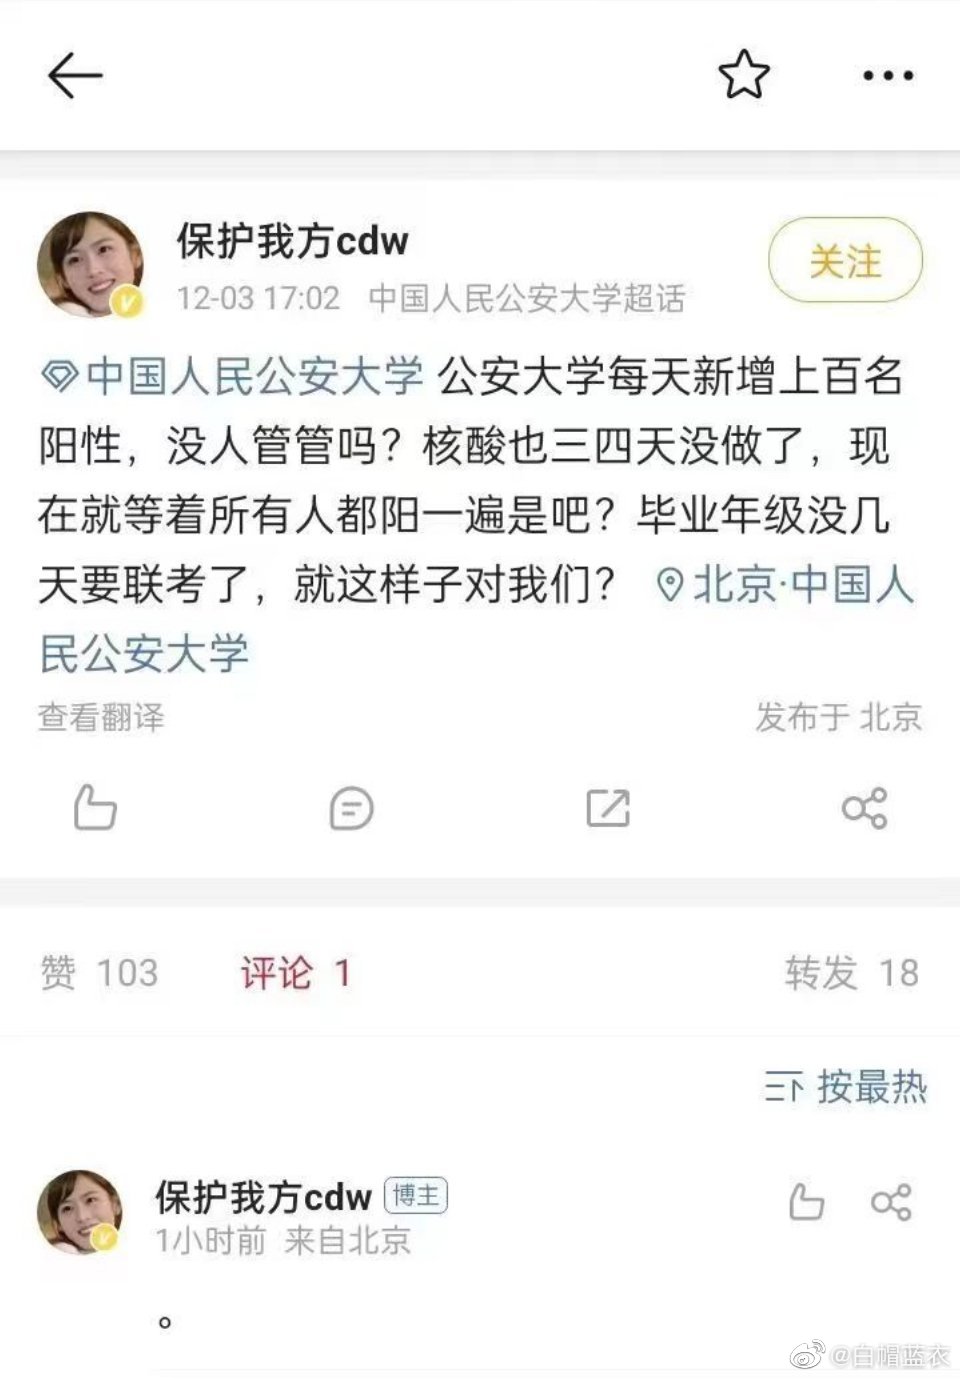 保护我方cdw
关注
12-03 17:02 中国人民公安大学超话
中国人民公安大学 公安大学每天新增上百名
阳性，没人管管吗？核酸也三四天没做了，现
在就等着所有人都阳一遍是吧？毕业年级没几
天要联考了，就这样子对我们？ 北京·中国人
民公安大学
查看翻译 发布于 北京
赞 103 评论 1 转发 18
按最热
保护我方cdw 博主
1小时前 来自北京
。
@白帽蓝衣